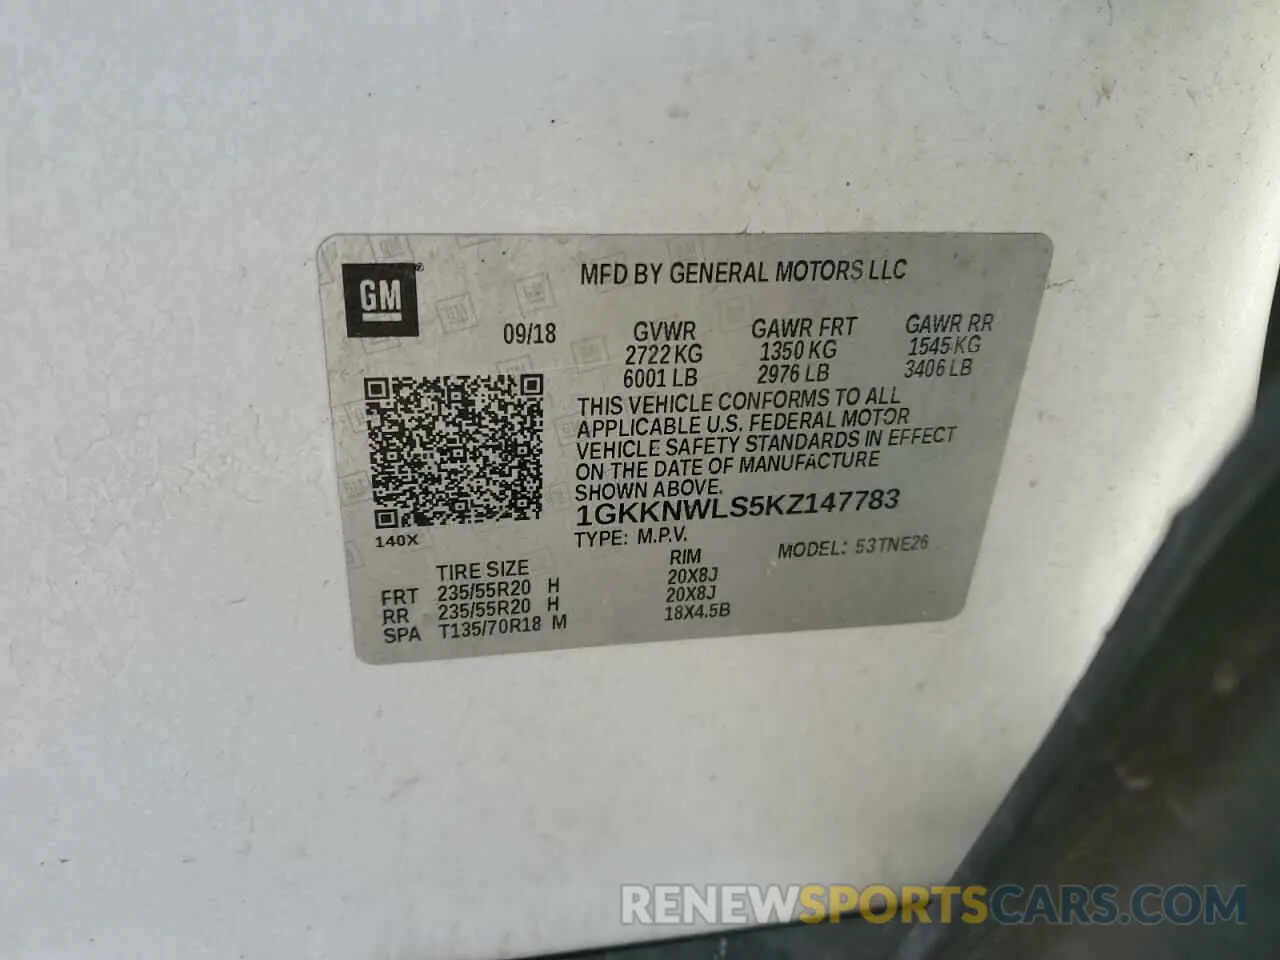 GM®
MFD BY GENERAL MOTORS LLC
09/18 GVWR GAWR FRT GAWR RR
2722 KG 1350 KG 1545 KG
6001 LB 2976 LB 3406 LB
THIS VEHICLE CONFORMS TO ALL
APPLICABLE U.S. FEDERAL MOTOR
VEHICLE SAFETY STANDARDS IN EFFECT
ON THE DATE OF MANUFACTURE
SHOWN ABOVE.
1GKKNWLS5KZ147783
140X
TYPE: M.P.V. MODEL: 53TNE26
TIRE SIZE RIM
FRT 235/55R20 H 20X8J
RR 235/55R20 H 20X8J
SPA T135/70R18 M 18X4.5B
RENEWSPORTSCARS.COM